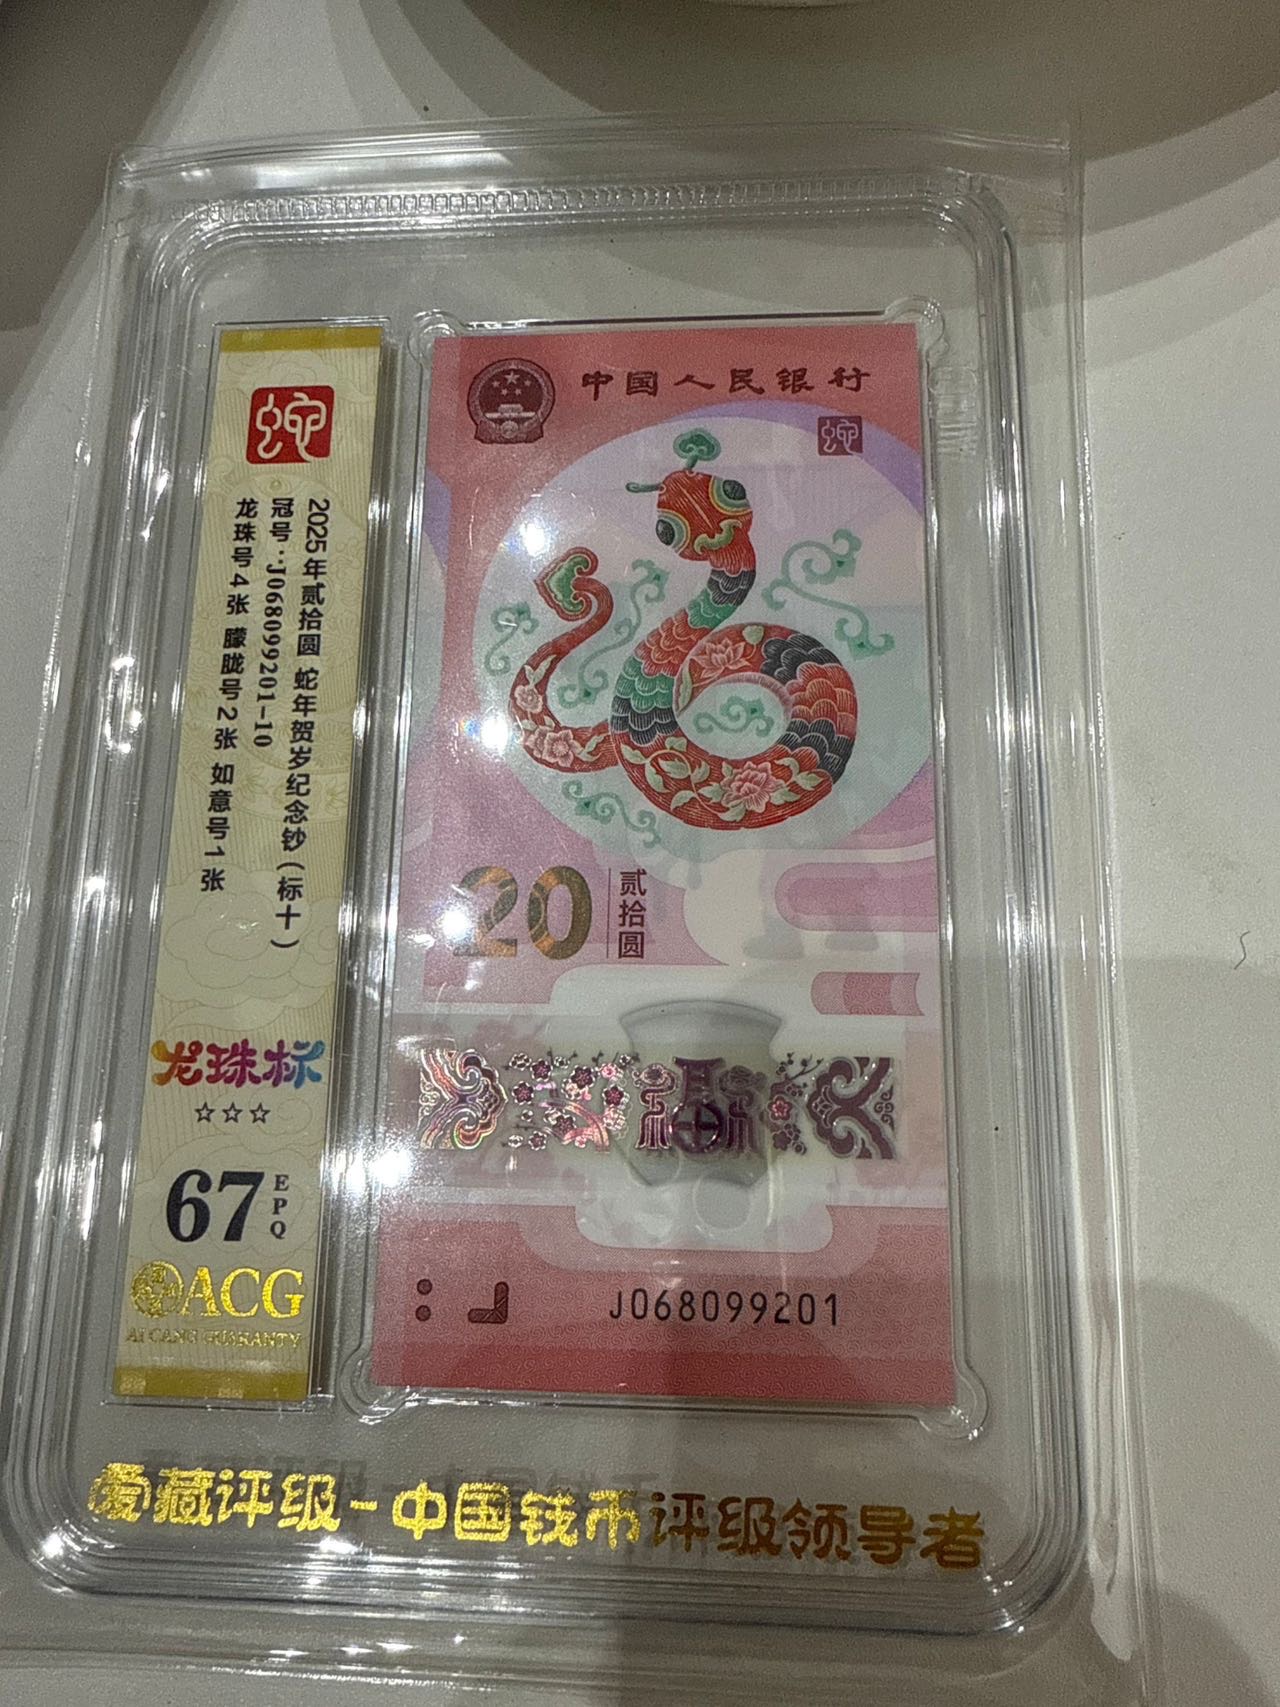 蛇
2025年贰拾圆 蛇年贺岁纪念钞(标十)
冠号:J068099201-10
龙珠号4张 朦胧号2张 如意号1张
龙珠标
☆☆☆
67 EPQ
ACG
AI CANG GUARANTY
中国人民银行
蛇
20 贰拾圆
J068099201
爱藏评级-中国钱币评级领导者